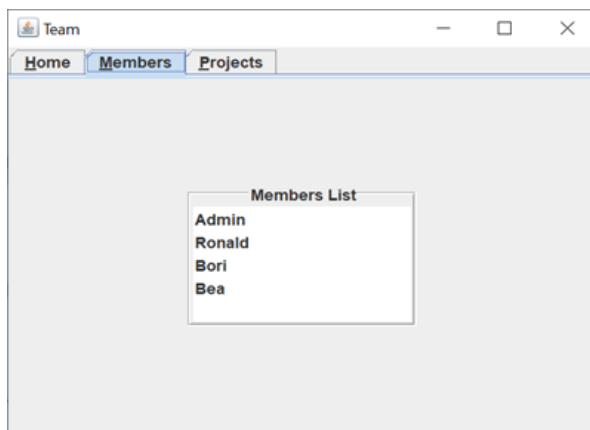 Team
Home Members Projects
Members List
Admin
Ronald
Bori
Bea